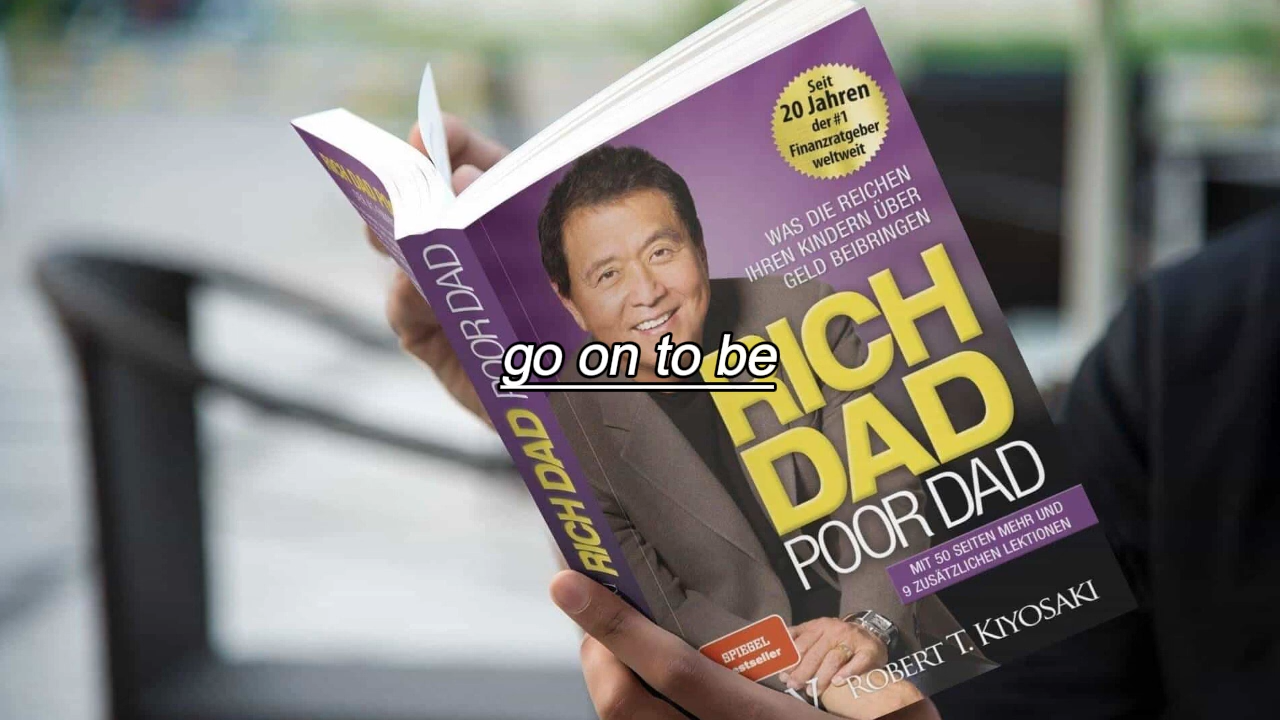 Seit
20 Jahren
der #1
Finanzratgeber
weltweit
WAS DIE REICHEN
IHREN KINDERN ÜBER
GELD BEIBRINGEN
RICH
DAD
POOR DAD
MIT 50 SEITEN MEHR UND
9 ZUSÄTZLICHEN LEKTIONEN
ROBERT T. KIYOSAKI
SPIEGEL
Bestseller
RICH DAD POOR DAD
go on to be